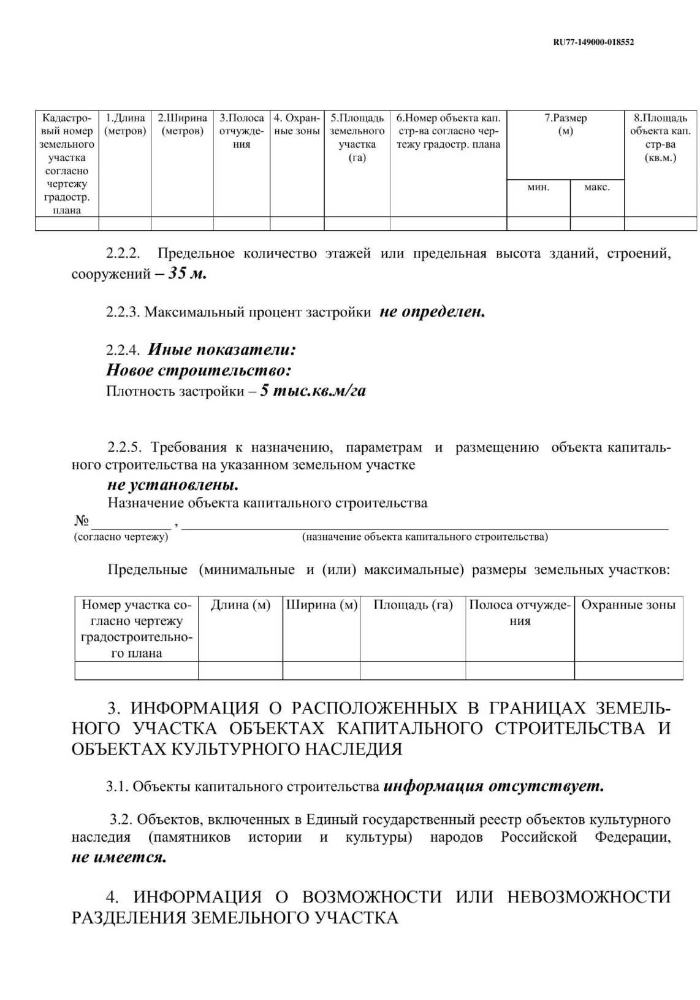 RU77-149000-018552
Кадастро-
вый номер
земельного
участка
согласно
чертежу
градостр.
плана
1.Длина
(метров)
2.Ширина
(метров)
3.Полоса
отчужде-
ния
4. Охран-
ные зоны
5.Площадь
земельного
участка
(га)
6.Номер объекта кап.
стр-ва согласно чер-
тежу градостр. плана
7.Размер
(м)
мин.
макс.
8.Площадь
объекта кап.
стр-ва
(кв.м.)
2.2.2. Предельное количество этажей или предельная высота зданий, строений,
сооружений – 35 м.
2.2.3. Максимальный процент застройки не определен.
2.2.4. Иные показатели:
Новое строительство:
Плотность застройки – 5 тыс.кв.м/га
2.2.5. Требования к назначению, параметрам и размещению объекта капиталь-
ного строительства на указанном земельном участке
не установлены.
Назначение объекта капитального строительства
№ __________ , ______________________________________________
(согласно чертежу) (назначение объекта капитального строительства)
Предельные (минимальные и (или) максимальные) размеры земельных участков:
Номер участка со-
гласно чертежу
градостроительно-
го плана
Длина (м)
Ширина (м)
Площадь (га)
Полоса отчужде-
ния
Охранные зоны
3. ИНФОРМАЦИЯ О РАСПОЛОЖЕННЫХ В ГРАНИЦАХ ЗЕМЕЛЬ-
НОГО УЧАСТКА ОБЪЕКТАХ КАПИТАЛЬНОГО СТРОИТЕЛЬСТВА И
ОБЪЕКТАХ КУЛЬТУРНОГО НАСЛЕДИЯ
3.1. Объекты капитального строительства информация отсутствует.
3.2. Объектов, включенных в Единый государственный реестр объектов культурного
наследия (памятников истории и культуры) народов Российской Федерации,
не имеется.
4. ИНФОРМАЦИЯ О ВОЗМОЖНОСТИ ИЛИ НЕВОЗМОЖНОСТИ
РАЗДЕЛЕНИЯ ЗЕМЕЛЬНОГО УЧАСТКА